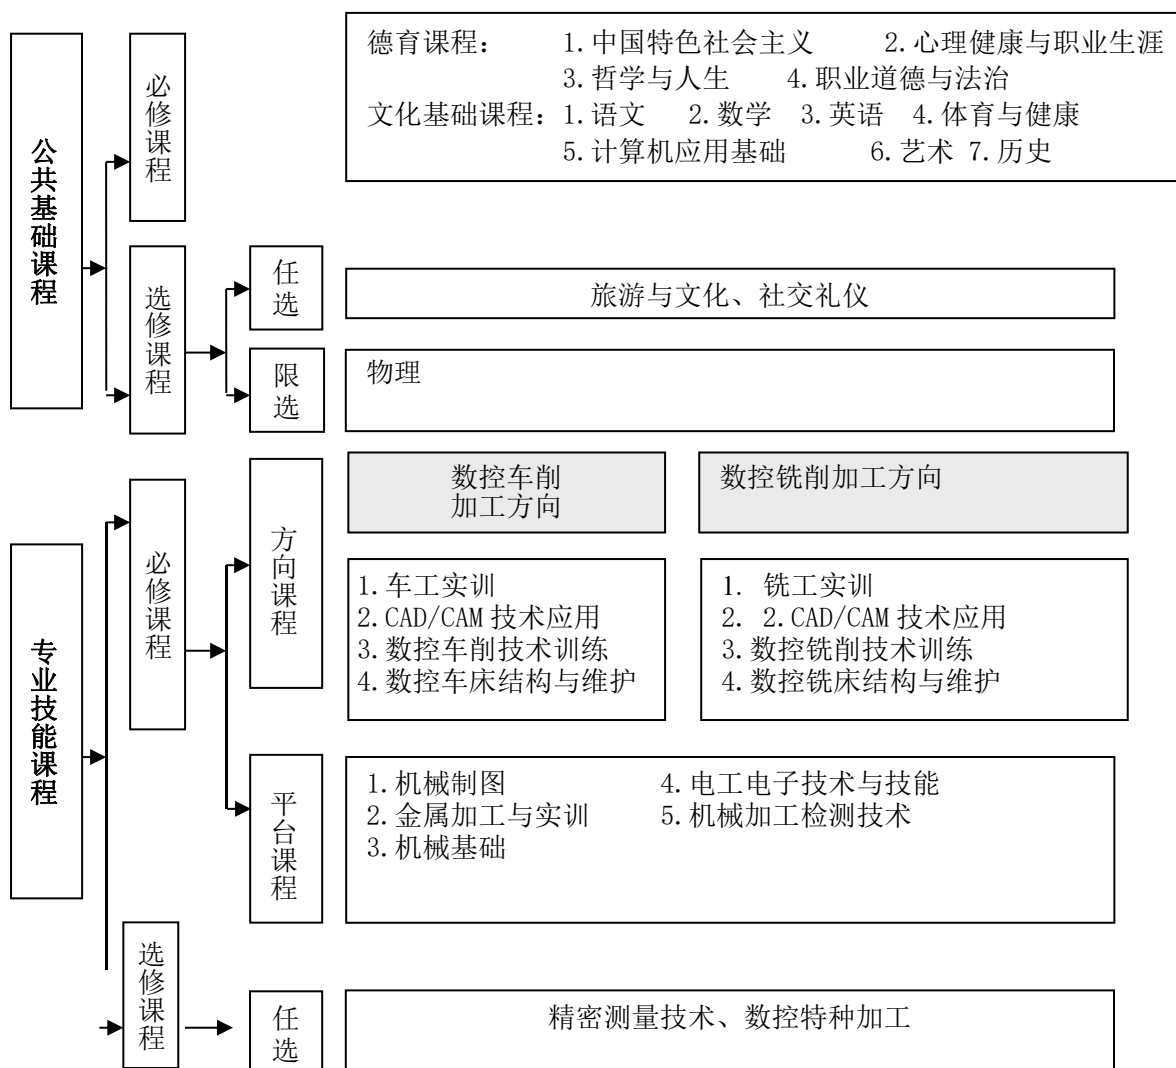 公共基础课程
必修课程
德育课程： 1.中国特色社会主义 2.心理健康与职业生涯
3.哲学与人生 4.职业道德与法治
文化基础课程：1.语文 2.数学 3.英语 4.体育与健康
5.计算机应用基础 6.艺术 7.历史
选修课程
任选
旅游与文化、社交礼仪
限选
物理
专业技能课程
必修课程
方向课程
数控车削
加工方向
数控铣削加工方向
1.车工实训
2.CAD/CAM 技术应用
3.数控车削技术训练
4.数控车床结构与维护
1. 铣工实训
2. 2.CAD/CAM 技术应用
3.数控铣削技术训练
4.数控铣床结构与维护
平台课程
1.机械制图 4.电工电子技术与技能
2.金属加工与实训 5.机械加工检测技术
3.机械基础
选修课程
任选
精密测量技术、数控特种加工